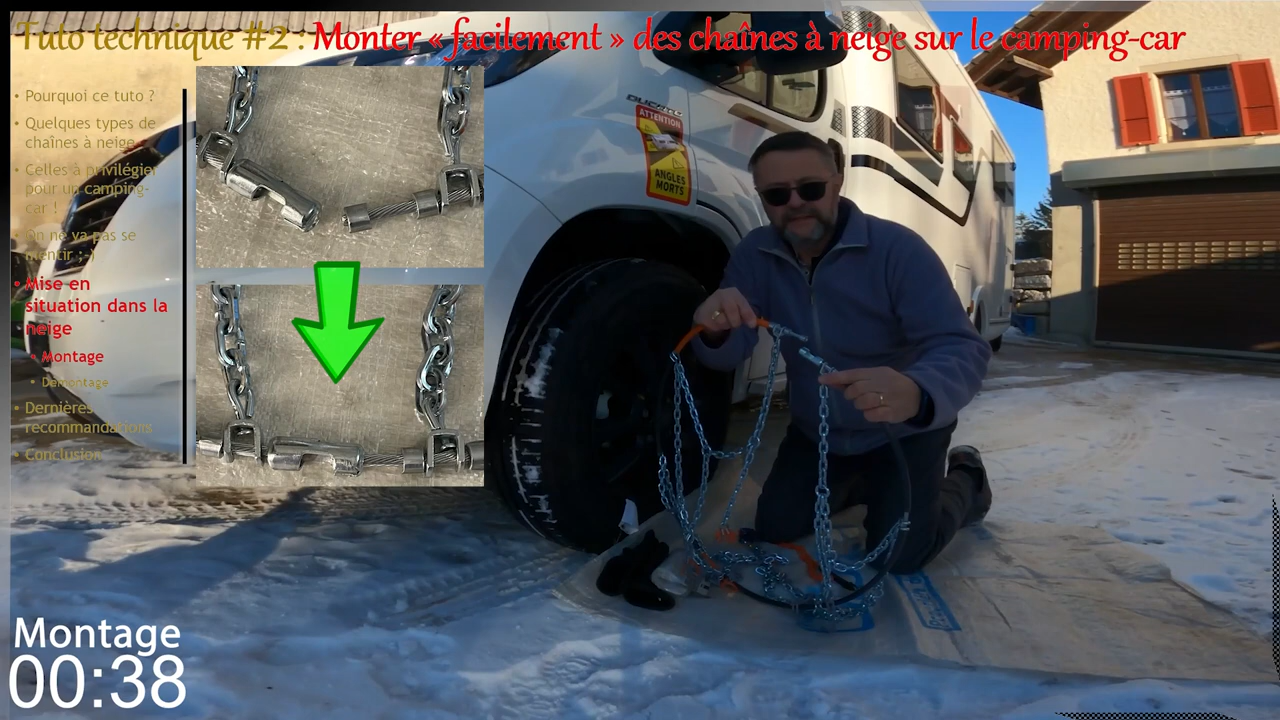 Tuto technique #2 : Monter « facilement » des chaînes à neige sur le camping-car
• Pourquoi ce tuto ?
• Quelques types de
chaînes à neige
• Celles à privilégier
pour un camping-
car !
• On ne va pas se
mentir ;-)
• Mise en
situation dans la
neige
• Montage
• Démontage
• Dernières
recommandations
• Conclusion
DUCATO
ATTENTION
ANGLES
MORTS
Montage
00:38